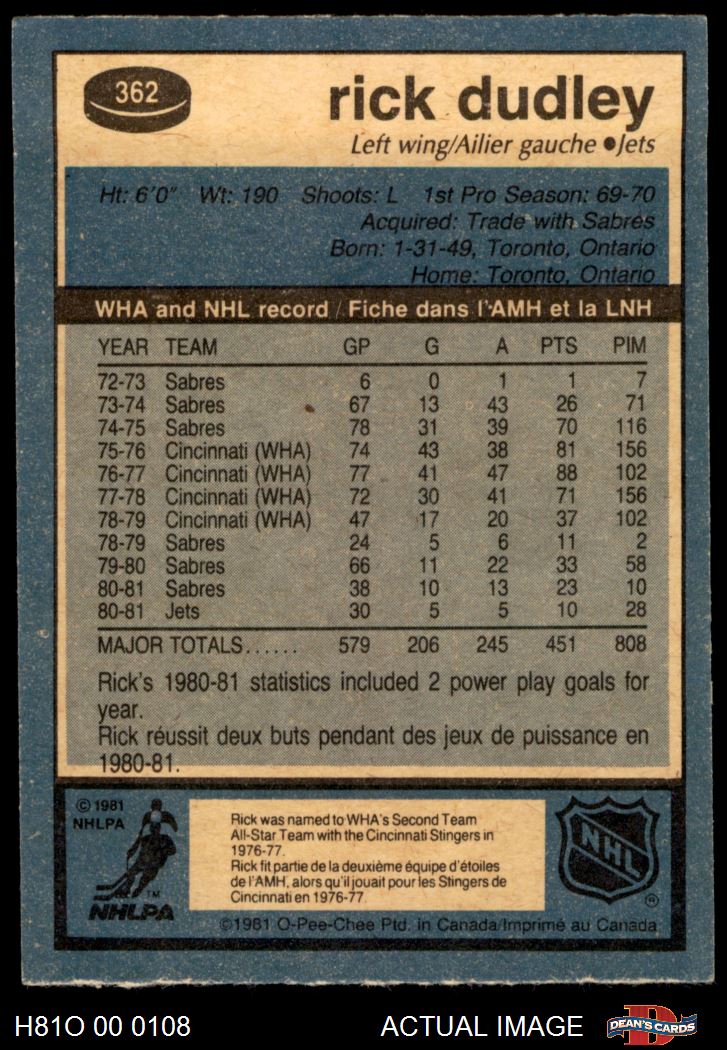 362
rick dudley
Left wing/Ailier gauche ●Jets
Ht: 6'0" Wt: 190 Shoots: L 1st Pro Season: 69-70
Acquired: Trade with Sabres
Born: 1-31-49, Toronto, Ontario
Home: Toronto, Ontario
WHA and NHL record / Fiche dans l'AMH et la LNH
YEAR TEAM GP G A PTS PIM
72-73 Sabres 6 0 1 1 7
73-74 Sabres 67 13 43 26 71
74-75 Sabres 78 31 39 70 116
75-76 Cincinnati (WHA) 74 43 38 81 156
76-77 Cincinnati (WHA) 77 41 47 88 102
77-78 Cincinnati (WHA) 72 30 41 71 156
78-79 Cincinnati (WHA) 47 17 20 37 102
78-79 Sabres 24 5 6 11 2
79-80 Sabres 66 11 22 33 58
80-81 Sabres 38 10 13 23 10
80-81 Jets 30 5 5 10 28
MAJOR TOTALS...... 579 206 245 451 808
Rick's 1980-81 statistics included 2 power play goals for
year.
Rick réussit deux buts pendant des jeux de puissance en
1980-81.
© 1981
NHLPA
TM
NHLPA
Rick was named to WHA's Second Team
All-Star Team with the Cincinnati Stingers in
1976-77.
Rick fit partie de la deuxième équipe d'étoiles
de l'AMH, alors qu'il jouait pour les Stingers de
Cincinnati en 1976-77.
NHL
®
©1981 O-Pee-Chee Ptd. in Canada/Imprimé au Canada
H81O 00 0108
ACTUAL IMAGE
DEAN'S CARDS